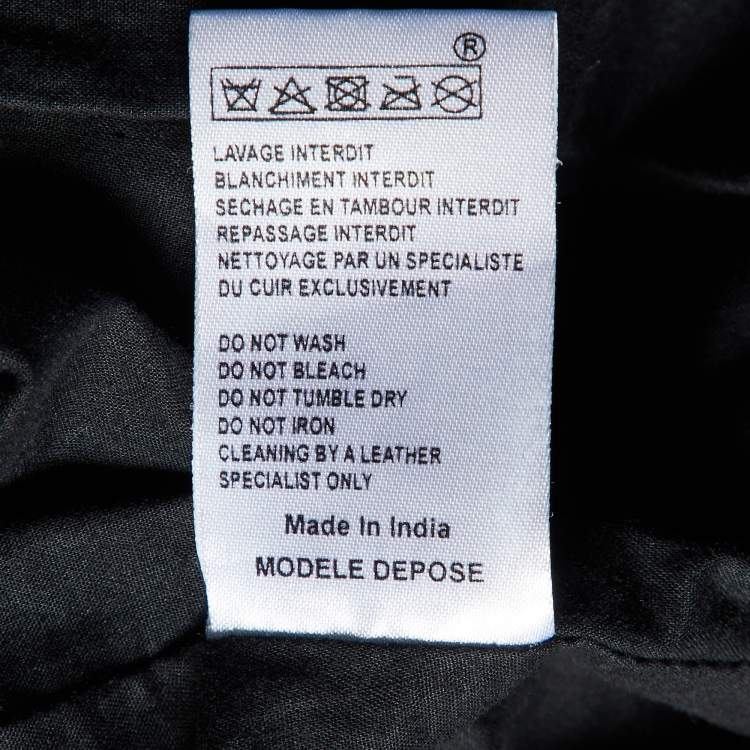 ®
LAVAGE INTERDIT
BLANCHIMENT INTERDIT
SECHAGE EN TAMBOUR INTERDIT
REPASSAGE INTERDIT
NETTOYAGE PAR UN SPECIALISTE
DU CUIR EXCLUSIVEMENT
DO NOT WASH
DO NOT BLEACH
DO NOT TUMBLE DRY
DO NOT IRON
CLEANING BY A LEATHER
SPECIALIST ONLY
Made In India
MODELE DEPOSE